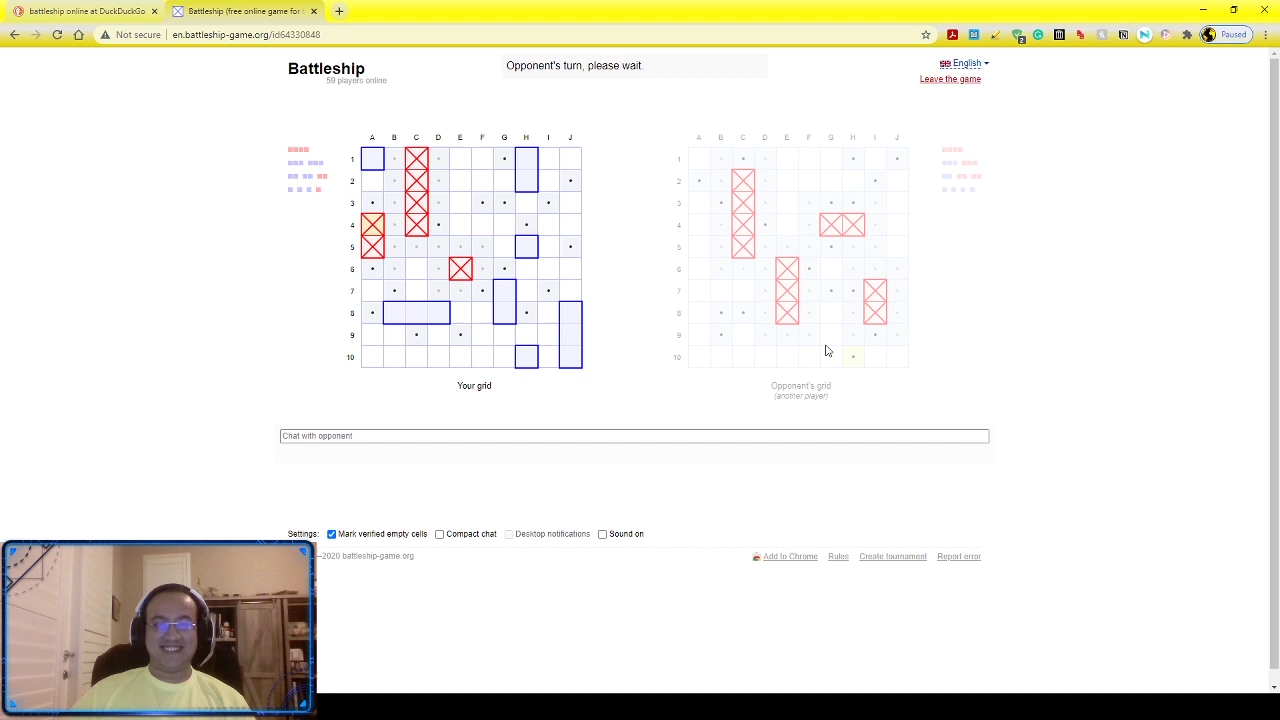 battleship online at DuckDuckGo
Battleship (free online game for t
Not secure
en.battleship-game.org/id64330848
Paused
Battleship
59 players online
Opponent's turn, please wait.
English
Leave the game
A B C D E F G H I J
1
2
3
4
5
6
7
8
9
10
Your grid
A B C D E F G H I J
1
2
3
4
5
6
7
8
9
10
Opponent's grid
(another player)
Chat with opponent
Settings: Mark verified empty cells Compact chat Desktop notifications Sound on
–2020 battleship-game.org
Add to Chrome Rules Create tournament Report error